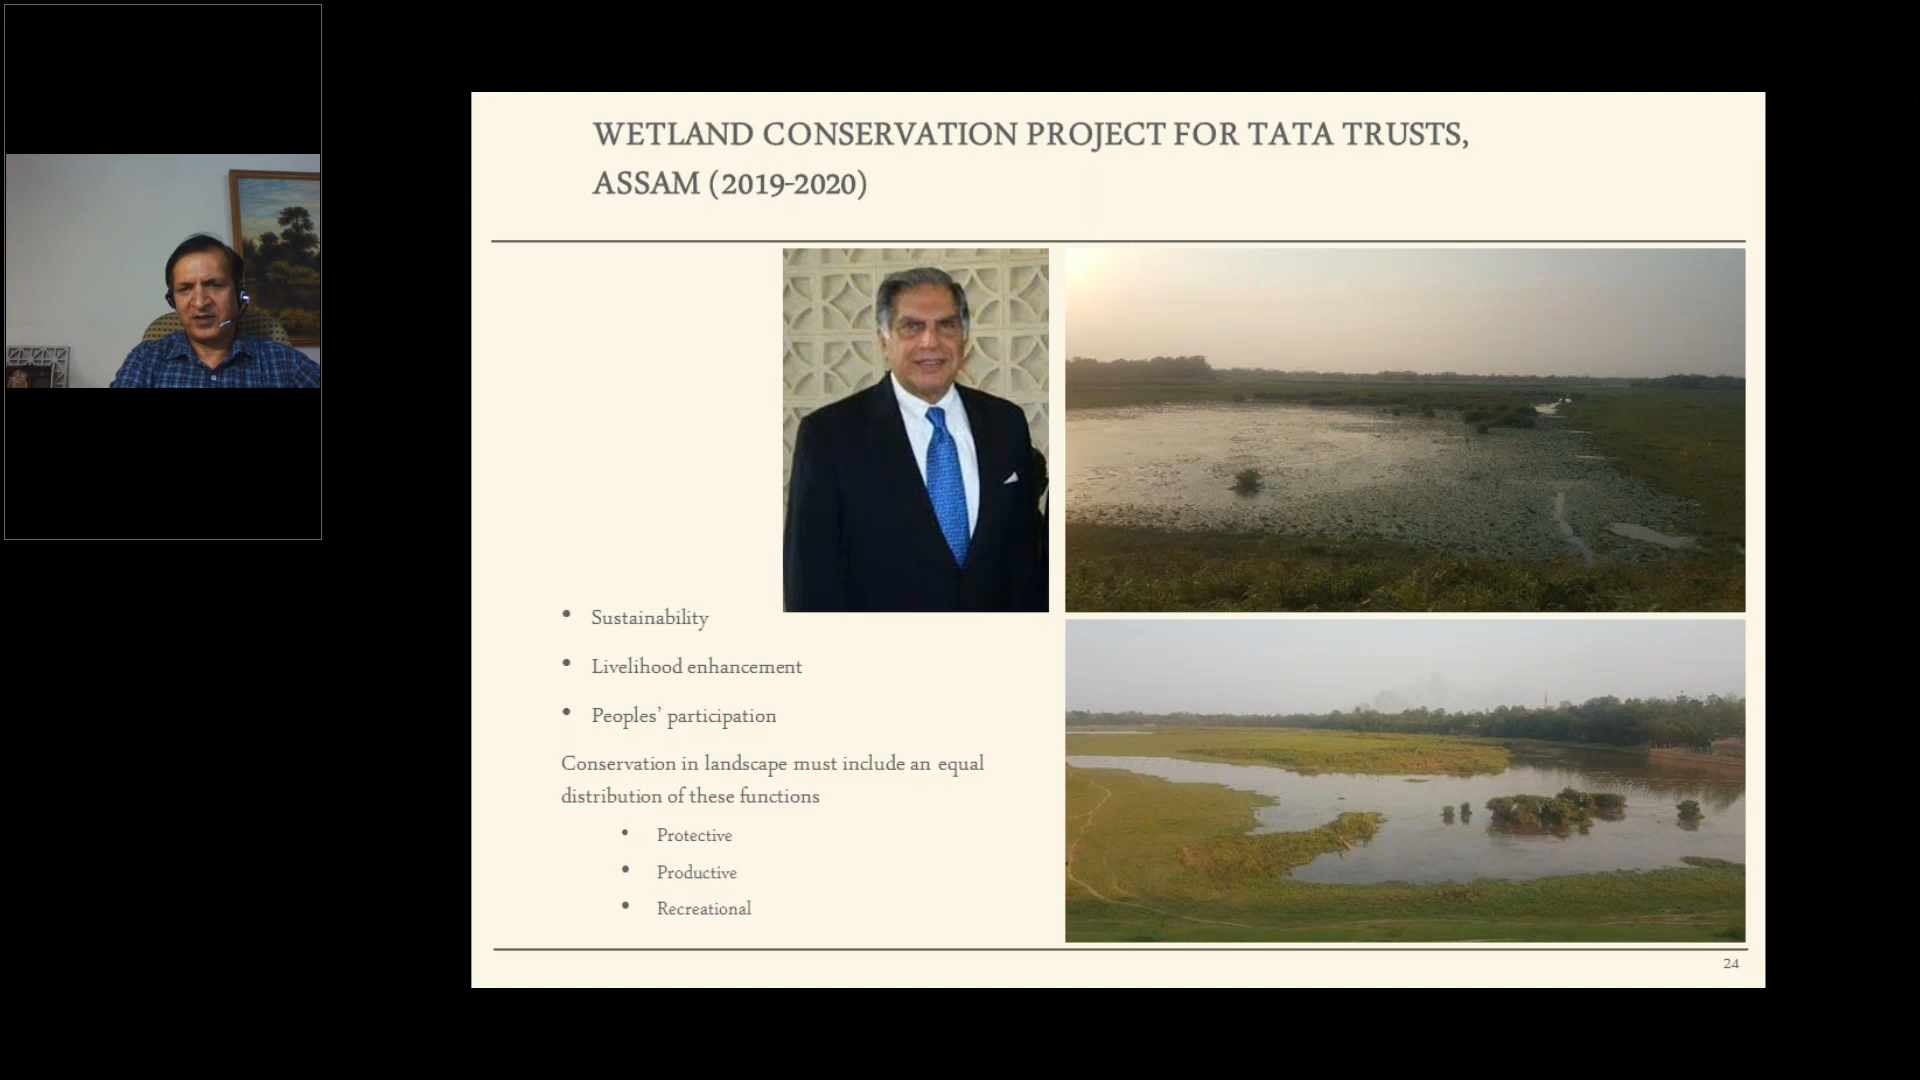 WETLAND CONSERVATION PROJECT FOR TATA TRUSTS,
ASSAM (2019-2020)
• Sustainability
• Livelihood enhancement
• Peoples’ participation
Conservation in landscape must include an equal
distribution of these functions
• Protective
• Productive
• Recreational
24